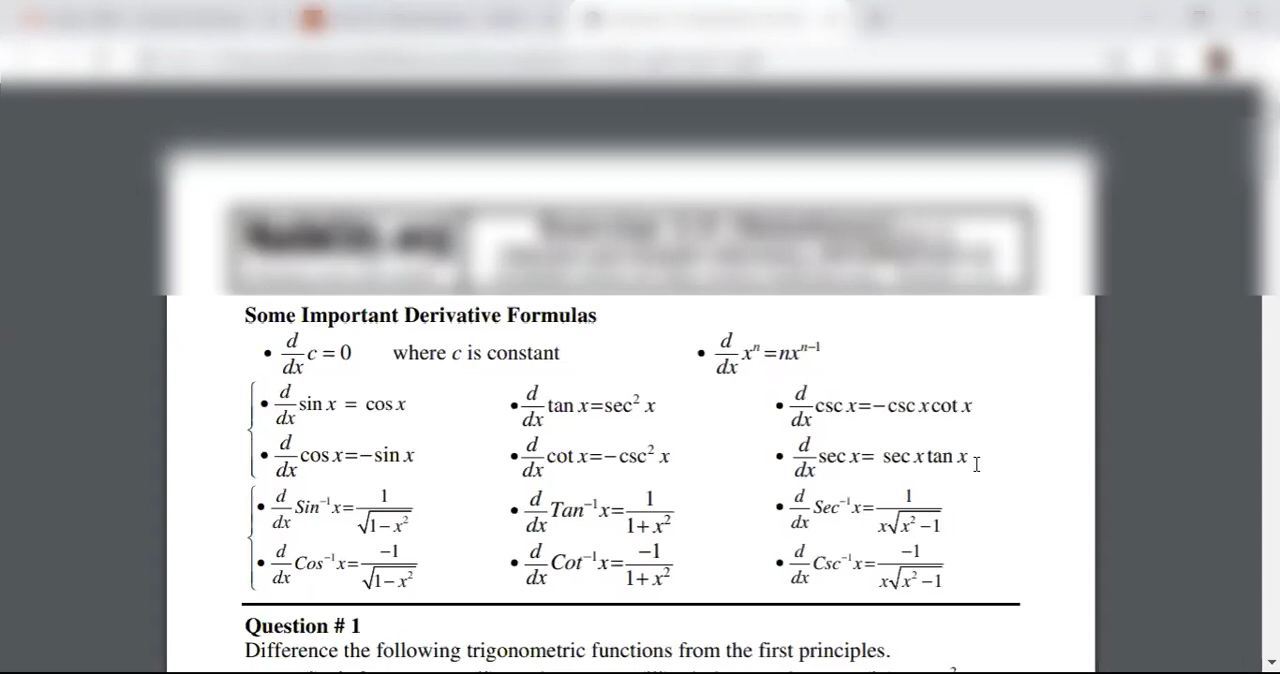 Some Important Derivative Formulas
• d/dx c = 0 where c is constant • d/dx xⁿ = nxⁿ⁻¹
• d/dx sin x = cos x • d/dx tan x = sec² x • d/dx csc x = −csc x cot x
• d/dx cos x = −sin x • d/dx cot x = −csc² x • d/dx sec x = sec x tan x
• d/dx Sin⁻¹x = 1/√(1−x²) • d/dx Tan⁻¹x = 1/(1+x²) • d/dx Sec⁻¹x = 1/(x√(x²−1))
• d/dx Cos⁻¹x = −1/√(1−x²) • d/dx Cot⁻¹x = −1/(1+x²) • d/dx Csc⁻¹x = −1/(x√(x²−1))
Question # 1
Difference the following trigonometric functions from the first principles.